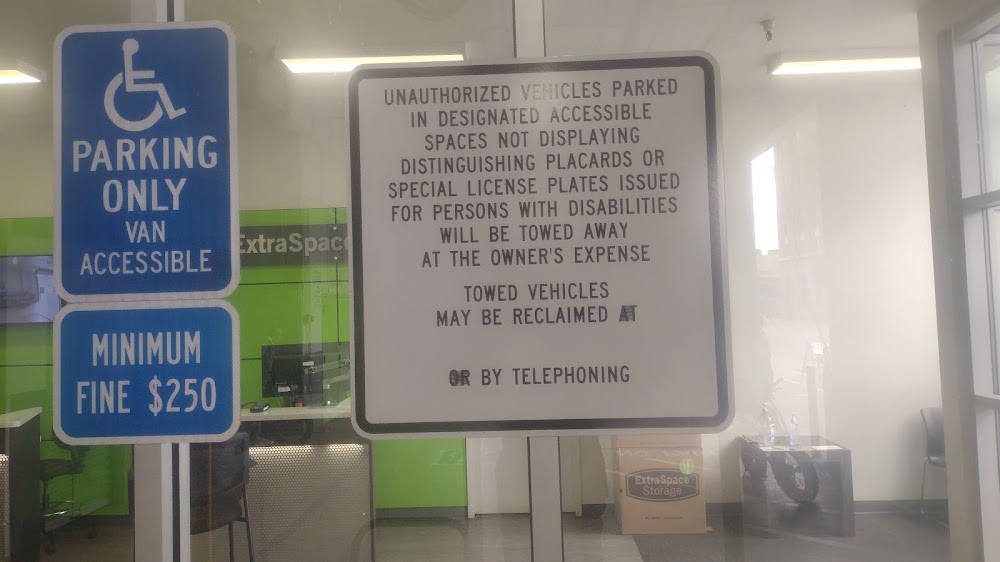 PARKING
ONLY
VAN
ACCESSIBLE
MINIMUM
FINE $250
UNAUTHORIZED VEHICLES PARKED
IN DESIGNATED ACCESSIBLE
SPACES NOT DISPLAYING
DISTINGUISHING PLACARDS OR
SPECIAL LICENSE PLATES ISSUED
FOR PERSONS WITH DISABILITIES
WILL BE TOWED AWAY
AT THE OWNER'S EXPENSE
TOWED VEHICLES
MAY BE RECLAIMED AT
OR BY TELEPHONING
ExtraSpace
ExtraSpace
Storage